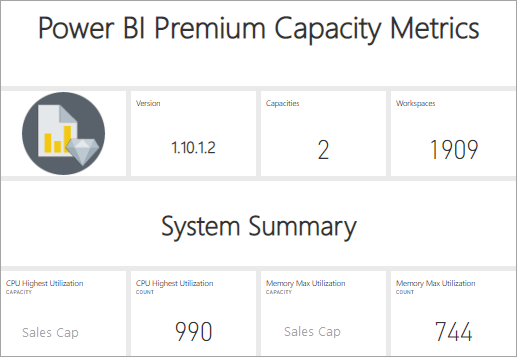 Power BI Premium Capacity Metrics
Version
Capacities
Workspaces
1.10.1.2
2
1909
System Summary
CPU Highest Utilization
CAPACITY
CPU Highest Utilization
COUNT
Memory Max Utilization
CAPACITY
Memory Max Utilization
COUNT
Sales Cap
990
Sales Cap
744